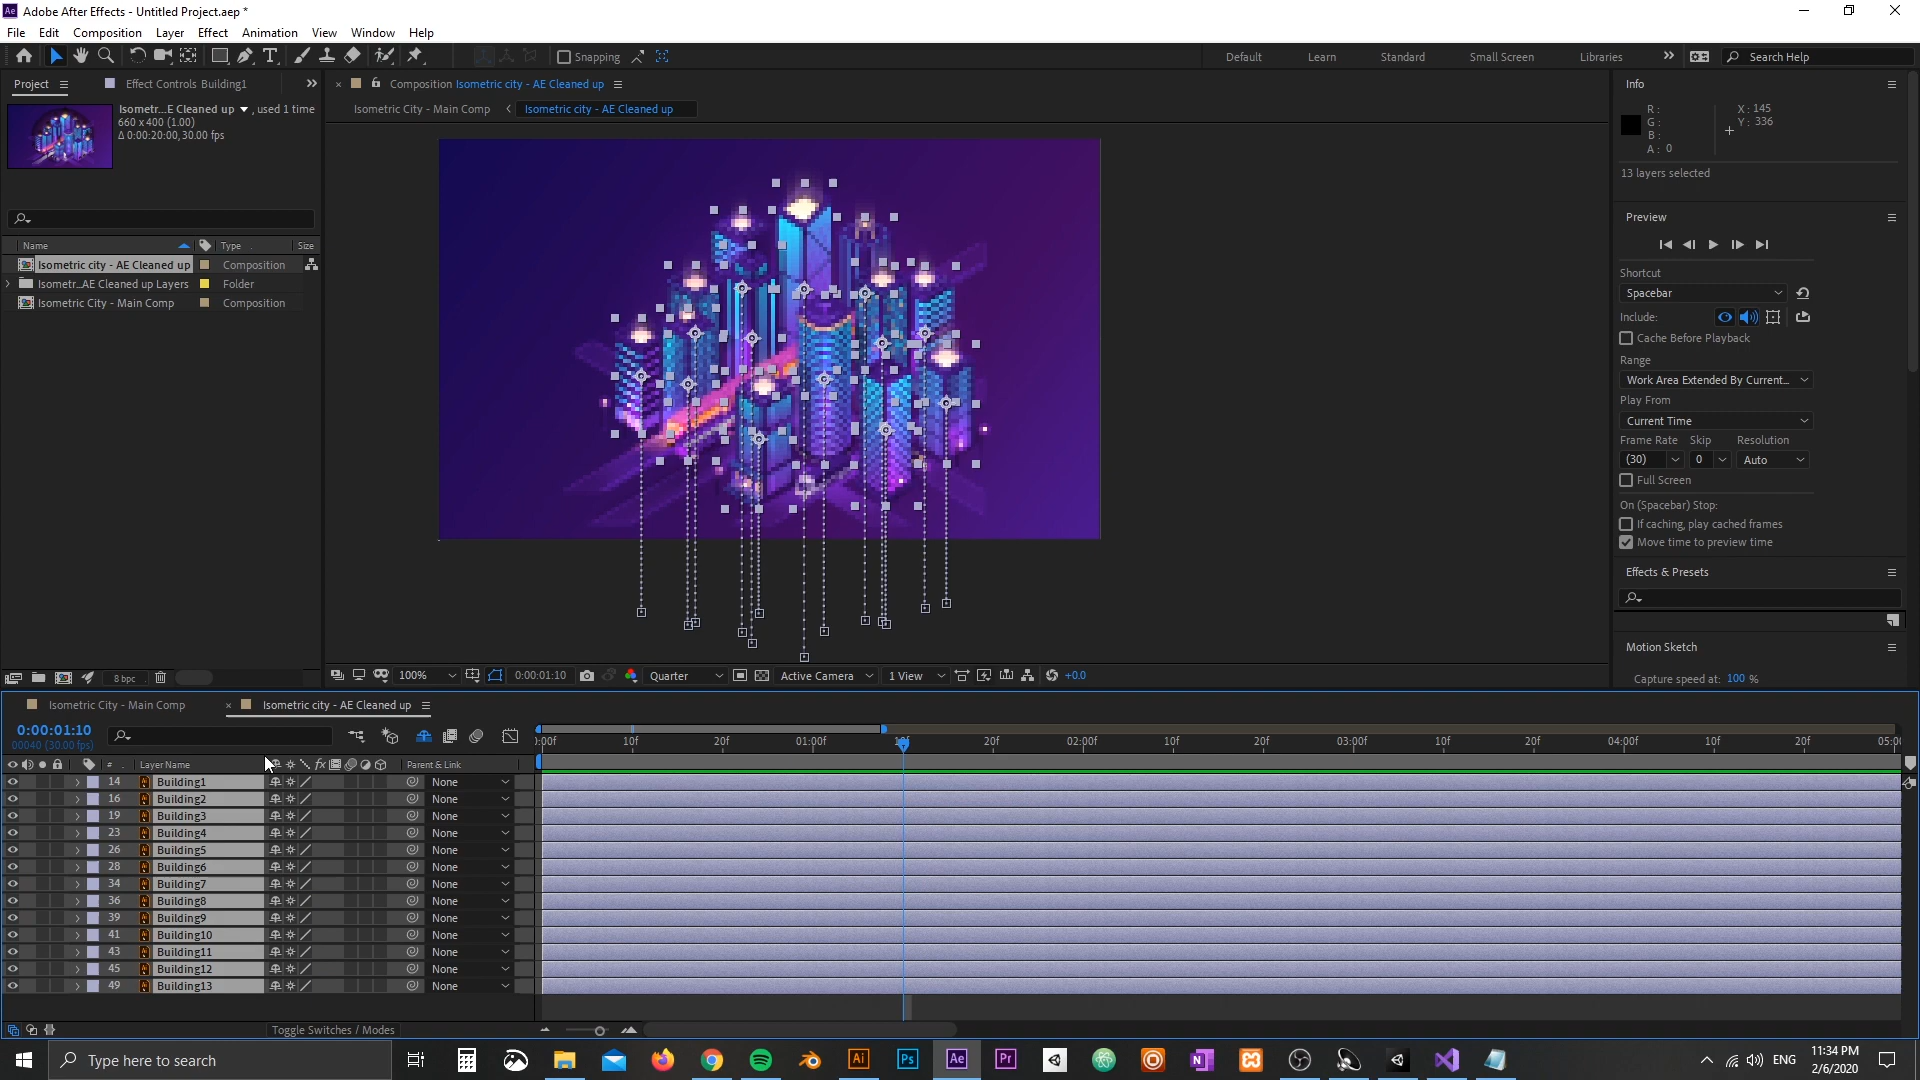 Adobe After Effects - Untitled Project.aep *
File Edit Composition Layer Effect Animation View Window Help
Snapping
Default Learn Standard Small Screen Libraries Search Help
Project Effect Controls Building1
Composition Isometric city - AE Cleaned up
Info
Isometr...E Cleaned up , used 1 time
660 x 400 (1.00)
Δ 0:00:20:00, 30.00 fps
Isometric City - Main Comp Isometric city - AE Cleaned up
R :
G :
B :
A : 0
X : 145
Y : 336
13 layers selected
Preview
Name Type Size
Isometric city - AE Cleaned up Composition
Isometr...AE Cleaned up Layers Folder
Isometric City - Main Comp Composition
Shortcut
Spacebar
Include:
Cache Before Playback
Range
Work Area Extended By Current...
Play From
Current Time
Frame Rate Skip Resolution
(30) 0 Auto
Full Screen
On (Spacebar) Stop:
If caching, play cached frames
Move time to preview time
Effects & Presets
Motion Sketch
Capture speed at: 100 %
8 bpc
100% 0:00:01:10 Quarter Active Camera 1 View +0.0
Isometric City - Main Comp Isometric city - AE Cleaned up
0:00:01:10
00040 (30.00 fps)
):00f 10f 20f 01:00f 10f 20f 02:00f 10f 20f 03:00f 10f 20f 04:00f 10f 20f 05:00
# Layer Name fx Parent & Link
14 Building1 None
16 Building2 None
19 Building3 None
23 Building4 None
26 Building5 None
28 Building6 None
34 Building7 None
36 Building8 None
39 Building9 None
41 Building10 None
43 Building11 None
45 Building12 None
49 Building13 None
Toggle Switches / Modes
Type here to search
Ai Ps Ae Pr
ENG
11:34 PM
2/6/2020